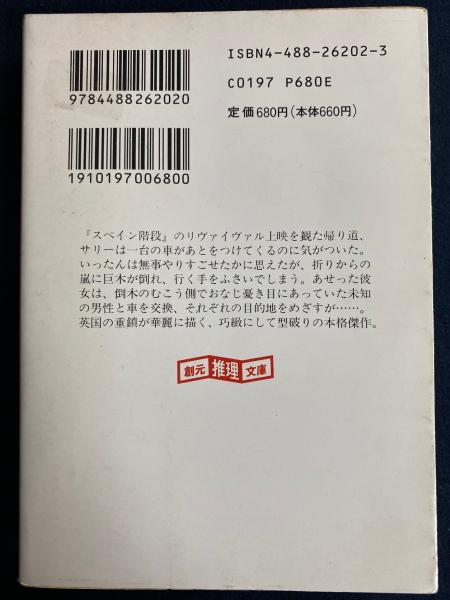 ISBN4-488-26202-3
C0197 P680E
定価680円(本体660円)
9784488262020
1910197006800
『スペイン階段』のリヴァイヴァル上映を観た帰り道、
サリーは一台の車があとをつけてくるのに気がついた。
いったんは無事やりすごせたかに思えたが、折りからの
嵐に巨木が倒れ、行く手をふさいでしまう。あせった彼
女は、倒木のむこう側でおなじ憂き目にあっていた未知
の男性と車を交換、それぞれの目的地をめざすが……。
英国の重鎮が華麗に描く、巧緻にして型破りの本格傑作。
創元推理文庫